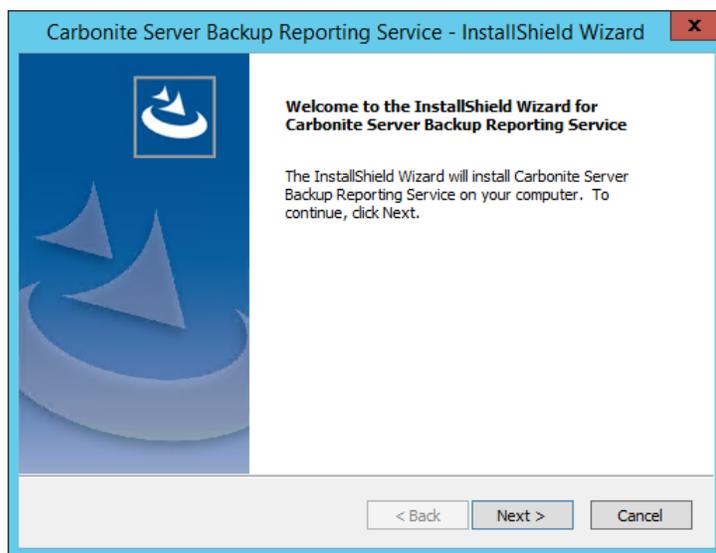 Carbonite Server Backup Reporting Service - InstallShield Wizard
x
Welcome to the InstallShield Wizard for
Carbonite Server Backup Reporting Service
The InstallShield Wizard will install Carbonite Server
Backup Reporting Service on your computer. To
continue, click Next.
< Back Next > Cancel